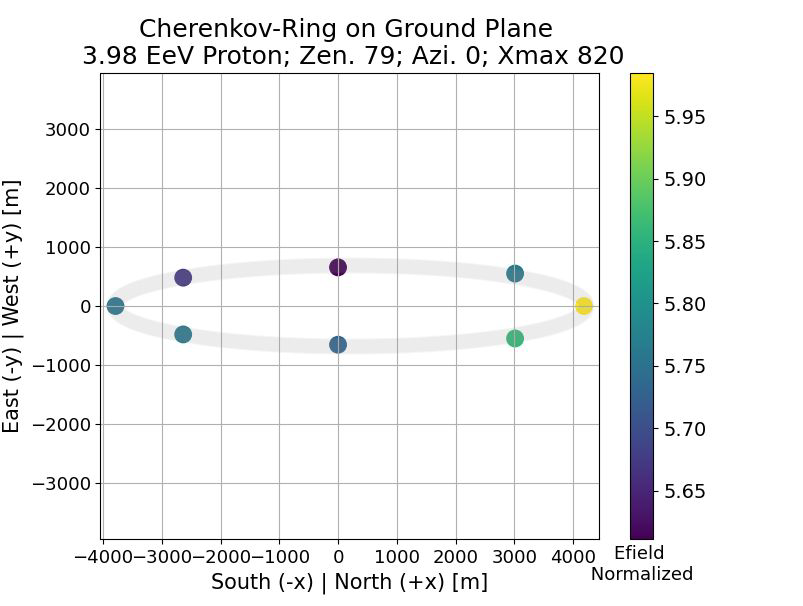 Cherenkov-Ring on Ground Plane
3.98 EeV Proton; Zen. 79; Azi. 0; Xmax 820
East (-y) | West (+y) [m]
3000
2000
1000
0
−1000
−2000
−3000
−4000 −3000 −2000 −1000 0 1000 2000 3000 4000
South (-x) | North (+x) [m]
5.95
5.90
5.85
5.80
5.75
5.70
5.65
Efield
Normalized